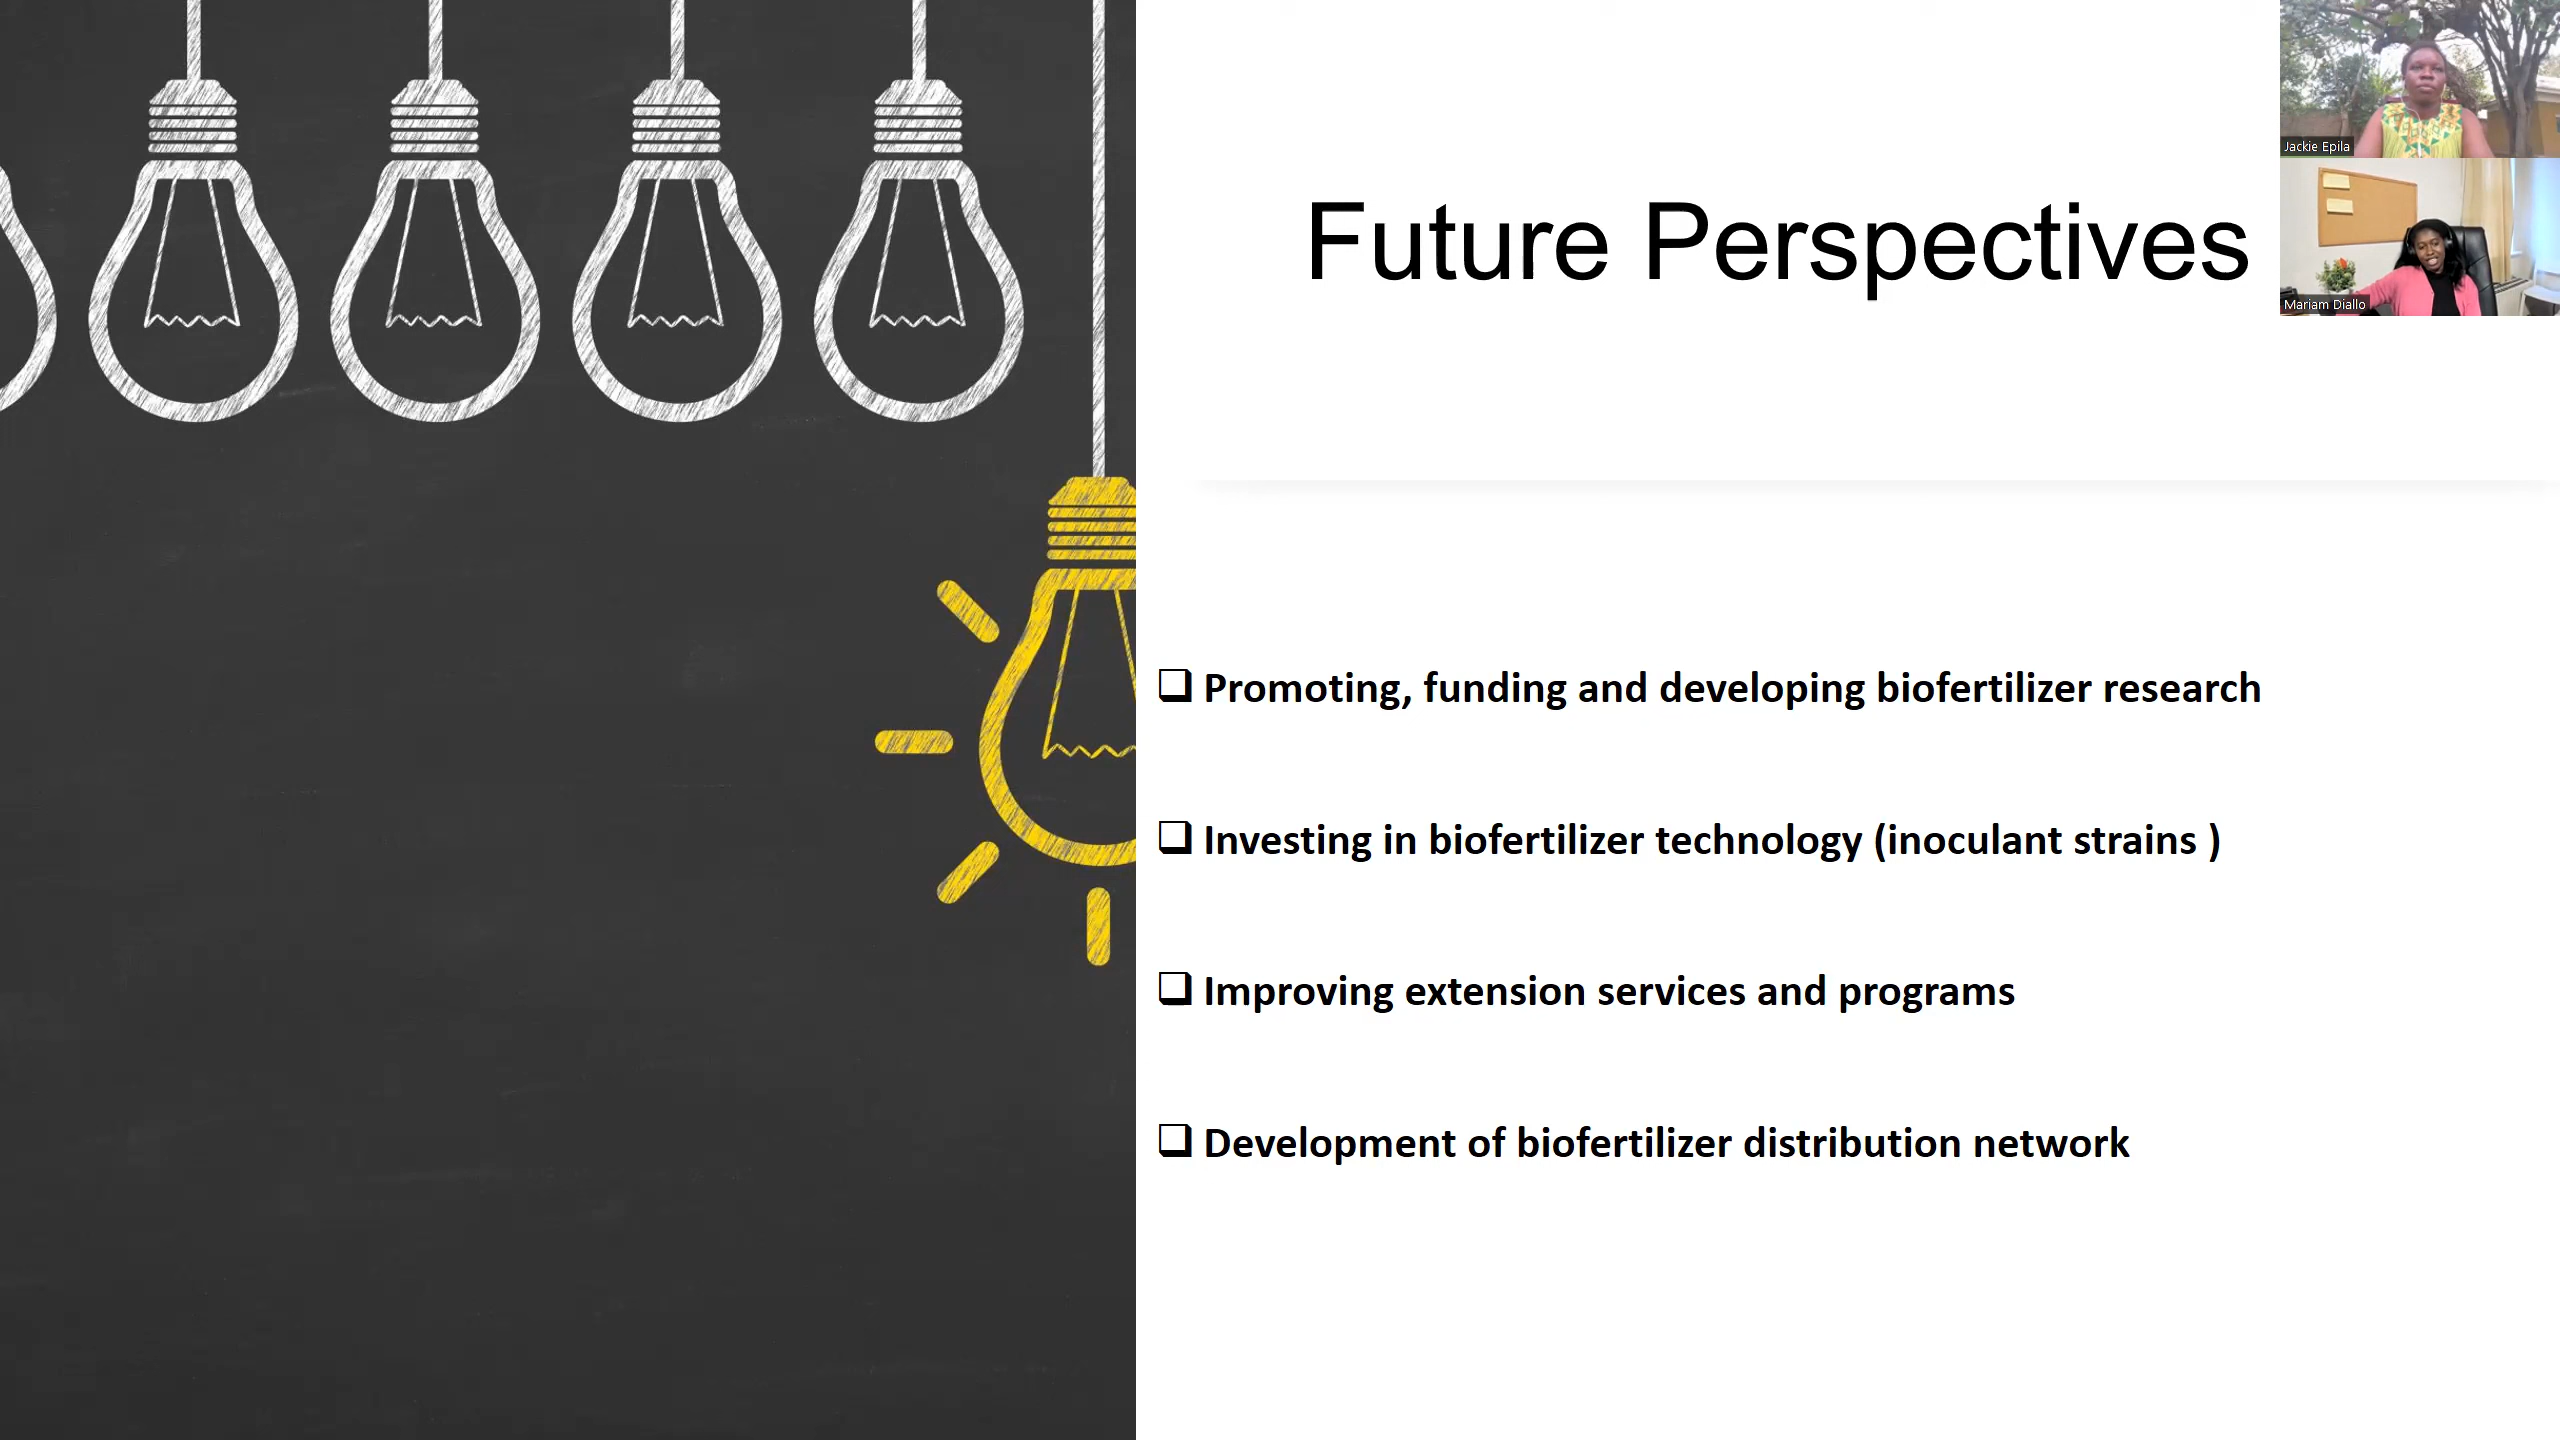 Jackie Epila
Future Perspectives
Mariam Diallo
Promoting, funding and developing biofertilizer research
Investing in biofertilizer technology (inoculant strains )
Improving extension services and programs
Development of biofertilizer distribution network